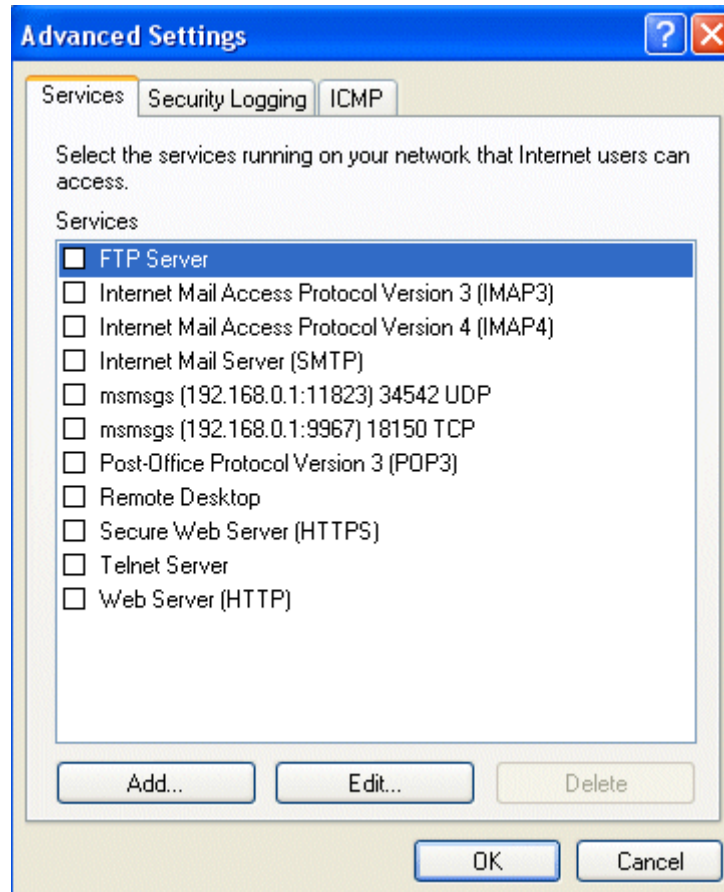 Advanced Settings
Services
Security Logging
ICMP
Select the services running on your network that Internet users can
access.
Services
FTP Server
Internet Mail Access Protocol Version 3 (IMAP3)
Internet Mail Access Protocol Version 4 (IMAP4)
Internet Mail Server (SMTP)
msmsgs (192.168.0.1:11823) 34542 UDP
msmsgs (192.168.0.1:9967) 18150 TCP
Post-Office Protocol Version 3 (POP3)
Remote Desktop
Secure Web Server (HTTPS)
Telnet Server
Web Server (HTTP)
Add...
Edit...
Delete
OK
Cancel